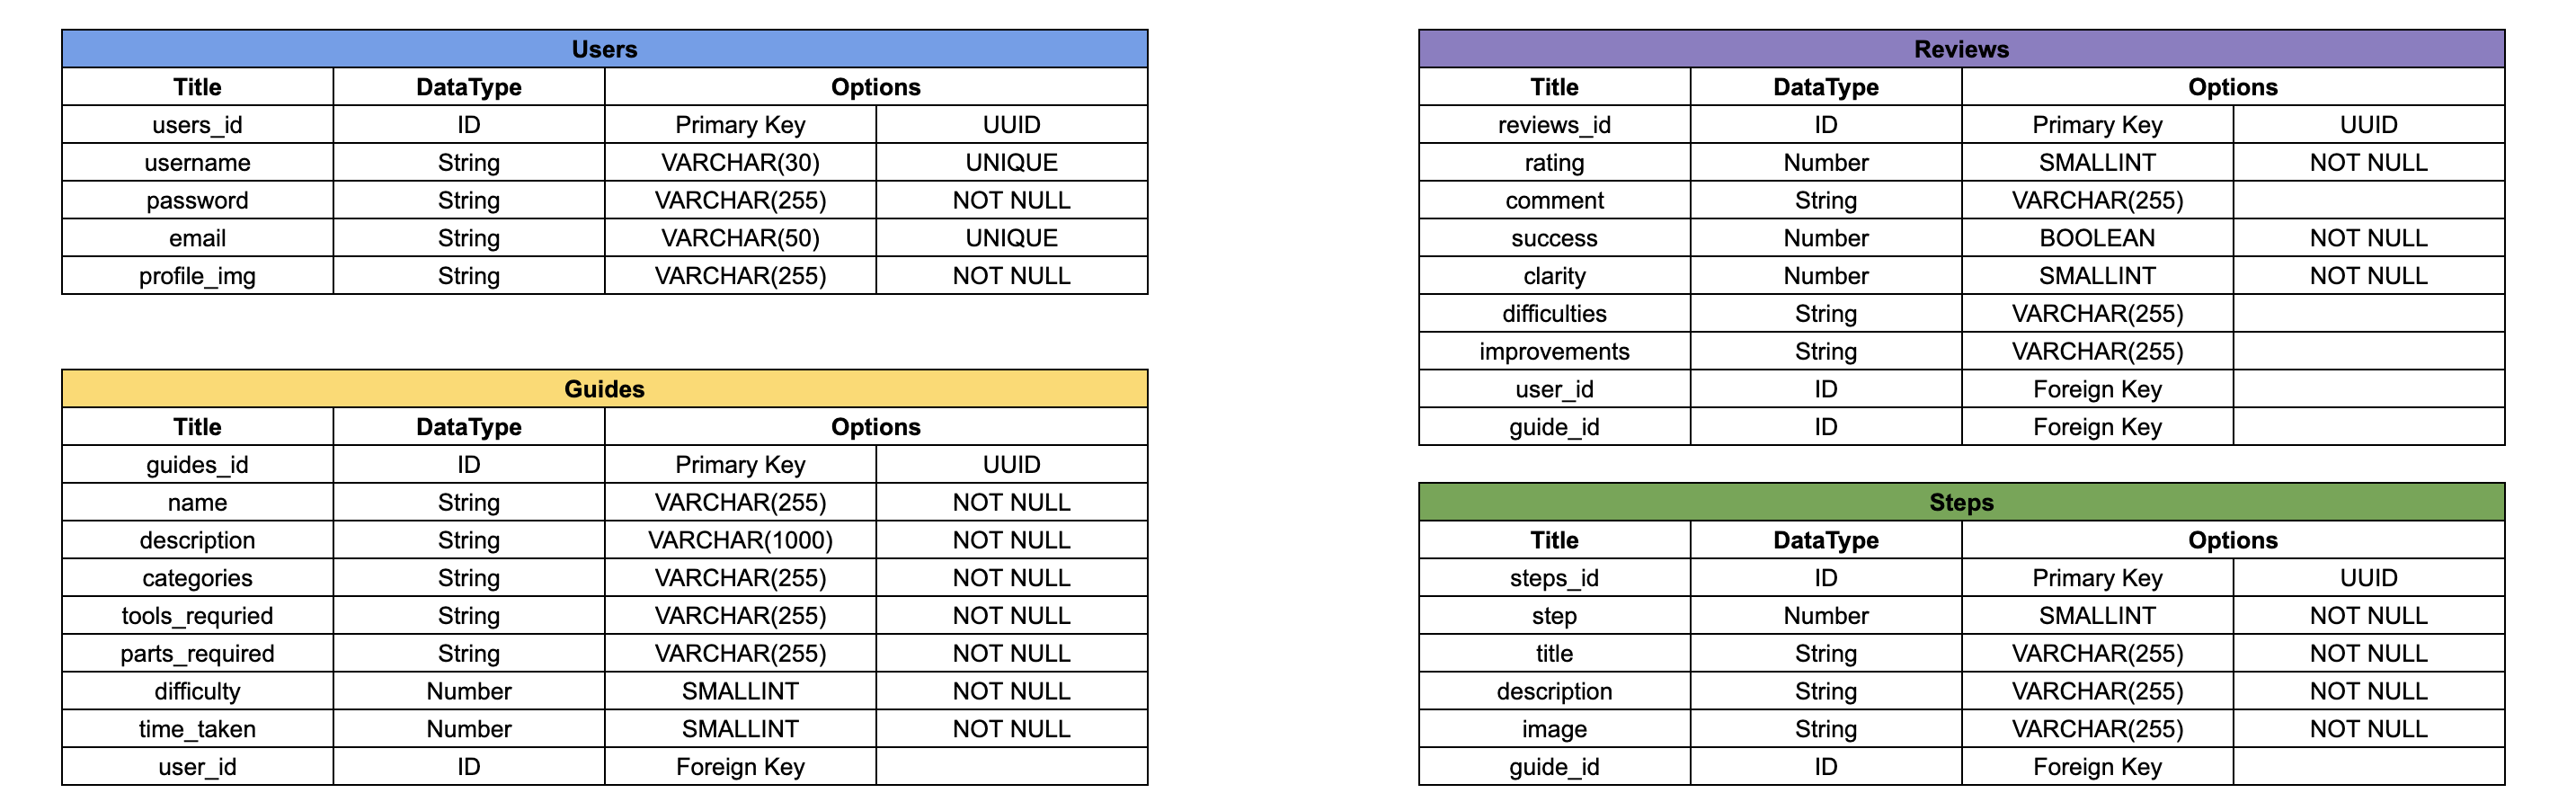 Users
Title DataType Options
users_id ID Primary Key UUID
username String VARCHAR(30) UNIQUE
password String VARCHAR(255) NOT NULL
email String VARCHAR(50) UNIQUE
profile_img String VARCHAR(255) NOT NULL
Guides
Title DataType Options
guides_id ID Primary Key UUID
name String VARCHAR(255) NOT NULL
description String VARCHAR(1000) NOT NULL
categories String VARCHAR(255) NOT NULL
tools_requried String VARCHAR(255) NOT NULL
parts_required String VARCHAR(255) NOT NULL
difficulty Number SMALLINT NOT NULL
time_taken Number SMALLINT NOT NULL
user_id ID Foreign Key
Reviews
Title DataType Options
reviews_id ID Primary Key UUID
rating Number SMALLINT NOT NULL
comment String VARCHAR(255)
success Number BOOLEAN NOT NULL
clarity Number SMALLINT NOT NULL
difficulties String VARCHAR(255)
improvements String VARCHAR(255)
user_id ID Foreign Key
guide_id ID Foreign Key
Steps
Title DataType Options
steps_id ID Primary Key UUID
step Number SMALLINT NOT NULL
title String VARCHAR(255) NOT NULL
description String VARCHAR(255) NOT NULL
image String VARCHAR(255) NOT NULL
guide_id ID Foreign Key